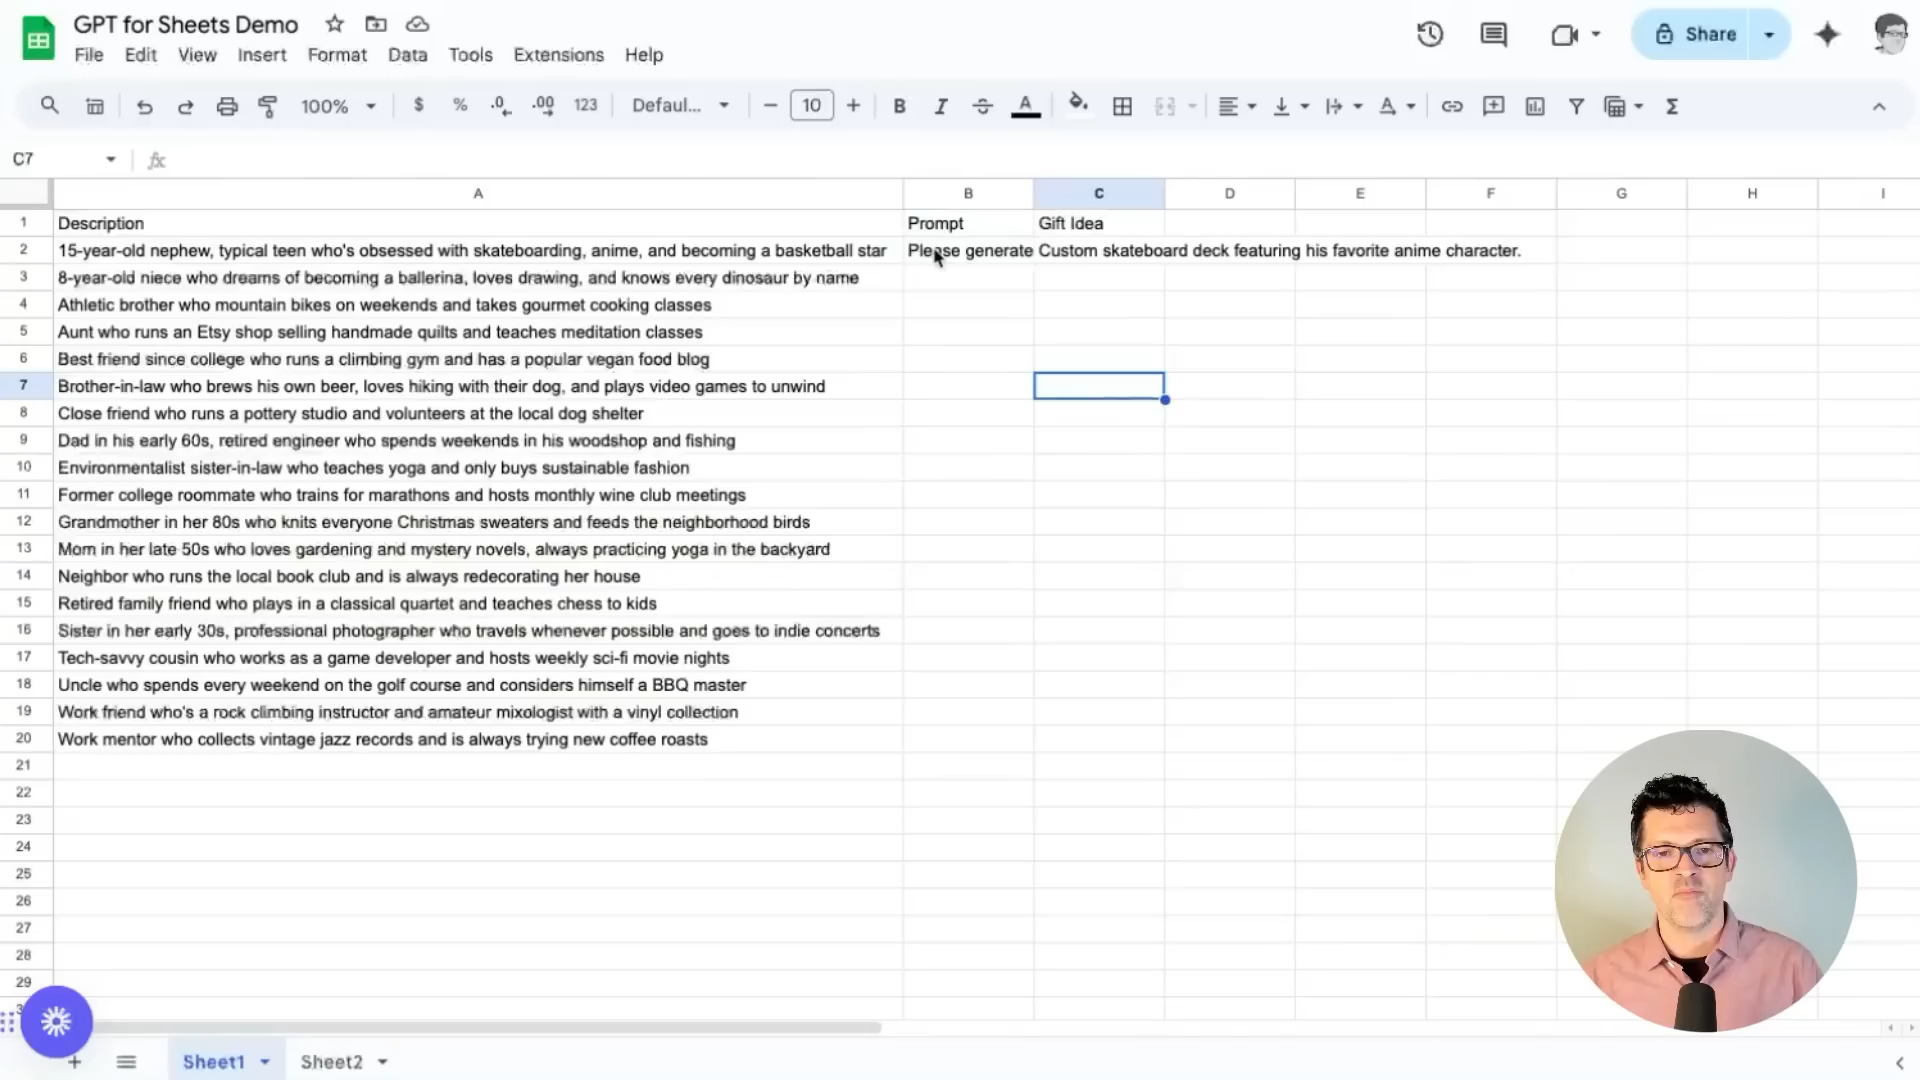 GPT for Sheets Demo
File Edit View Insert Format Data Tools Extensions Help
Share
100% $ % .0 .00 123 Defaul... 10 B I A
C7 fx
A B C D E F G H I
1 Description Prompt Gift Idea
2 15-year-old nephew, typical teen who's obsessed with skateboarding, anime, and becoming a basketball star Please generate Custom skateboard deck featuring his favorite anime character.
3 8-year-old niece who dreams of becoming a ballerina, loves drawing, and knows every dinosaur by name
4 Athletic brother who mountain bikes on weekends and takes gourmet cooking classes
5 Aunt who runs an Etsy shop selling handmade quilts and teaches meditation classes
6 Best friend since college who runs a climbing gym and has a popular vegan food blog
7 Brother-in-law who brews his own beer, loves hiking with their dog, and plays video games to unwind
8 Close friend who runs a pottery studio and volunteers at the local dog shelter
9 Dad in his early 60s, retired engineer who spends weekends in his woodshop and fishing
10 Environmentalist sister-in-law who teaches yoga and only buys sustainable fashion
11 Former college roommate who trains for marathons and hosts monthly wine club meetings
12 Grandmother in her 80s who knits everyone Christmas sweaters and feeds the neighborhood birds
13 Mom in her late 50s who loves gardening and mystery novels, always practicing yoga in the backyard
14 Neighbor who runs the local book club and is always redecorating her house
15 Retired family friend who plays in a classical quartet and teaches chess to kids
16 Sister in her early 30s, professional photographer who travels whenever possible and goes to indie concerts
17 Tech-savvy cousin who works as a game developer and hosts weekly sci-fi movie nights
18 Uncle who spends every weekend on the golf course and considers himself a BBQ master
19 Work friend who's a rock climbing instructor and amateur mixologist with a vinyl collection
20 Work mentor who collects vintage jazz records and is always trying new coffee roasts
21
22
23
24
25
26
27
28
29
Sheet1 Sheet2